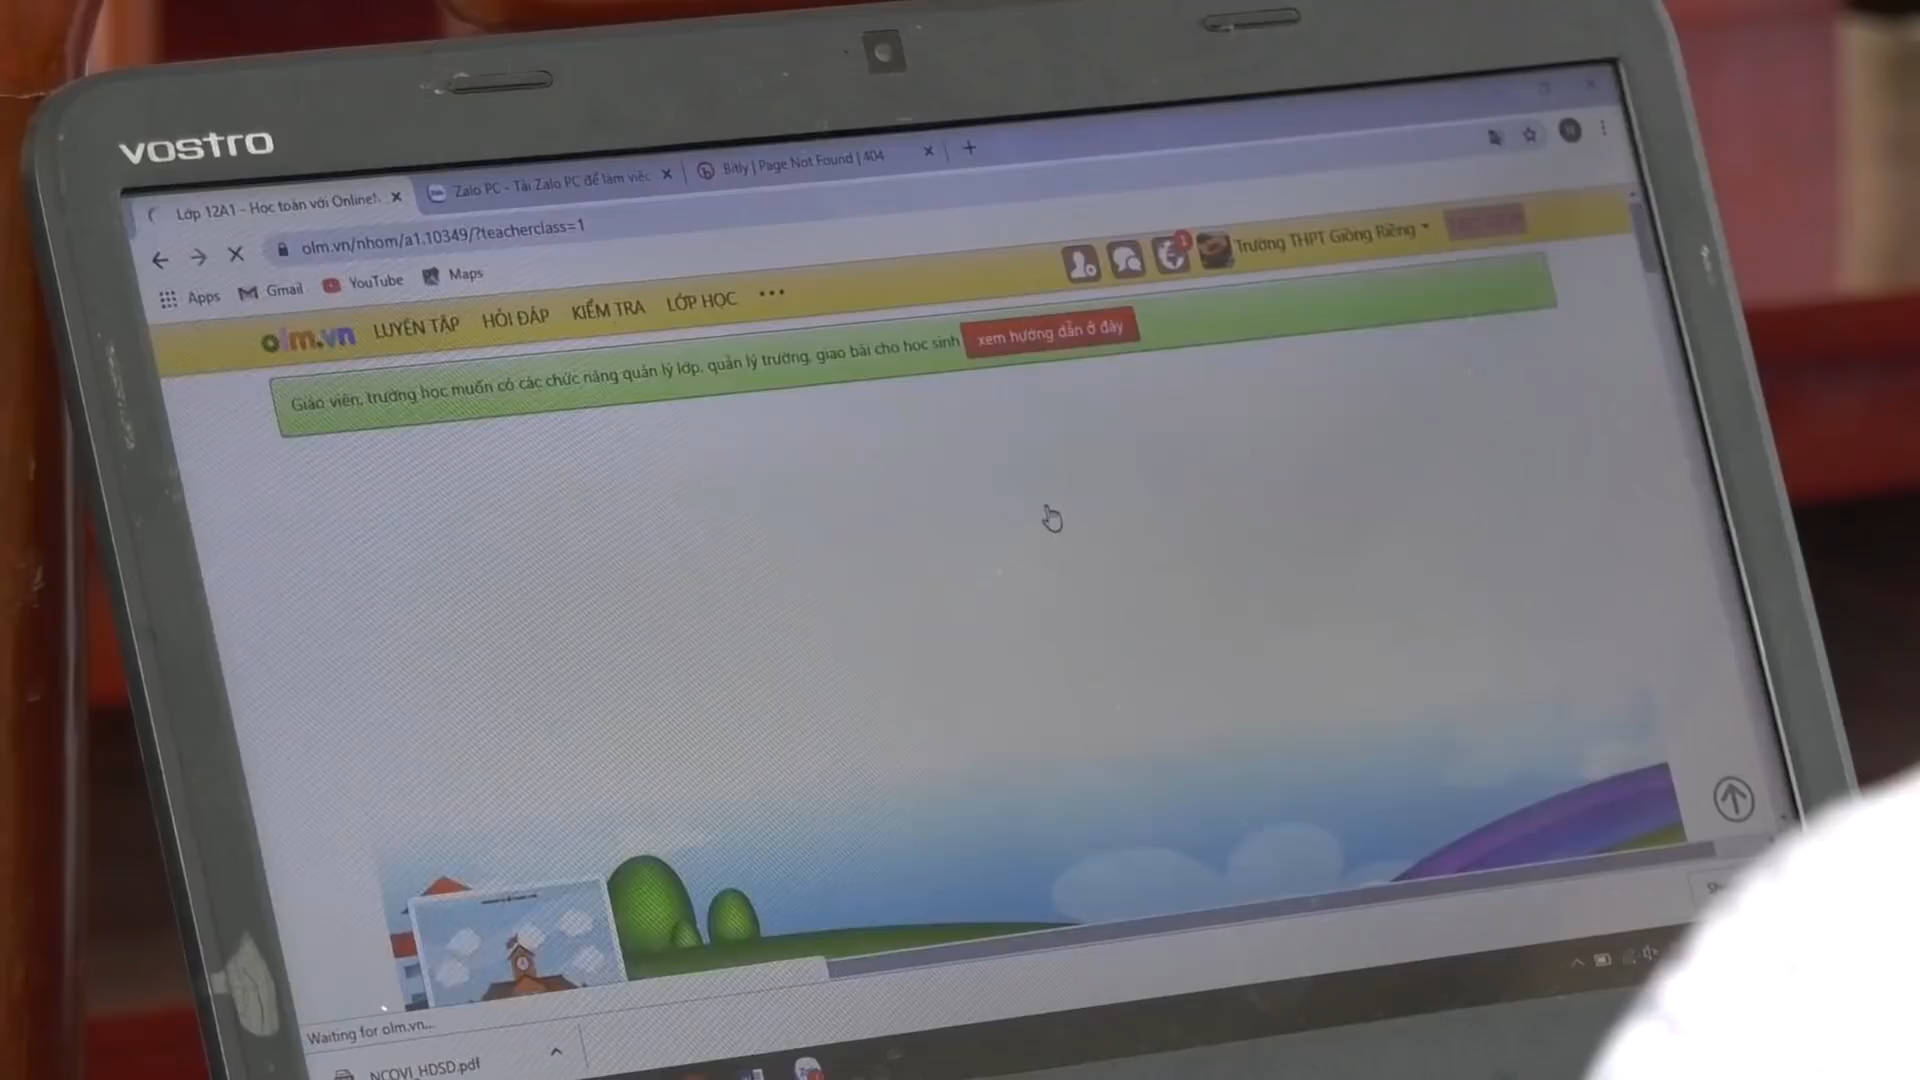 vostro
Lớp 12A1 - Học toán với Online!
Zalo PC - Tải Zalo PC để làm việc
Bitly | Page Not Found | 404
olm.vn/nhom/a1.10349/?teacherclass=1
Apps
Gmail
YouTube
Maps
olm.vn
LUYỆN TẬP
HỎI ĐÁP
KIỂM TRA
LỚP HỌC
1
Trường THPT Giồng Riềng
Giáo viên, trường học muốn có các chức năng quản lý lớp, quản lý trường, giao bài cho học sinh
xem hướng dẫn ở đây
Waiting for olm.vn...
NCOVI_HDSD.pdf